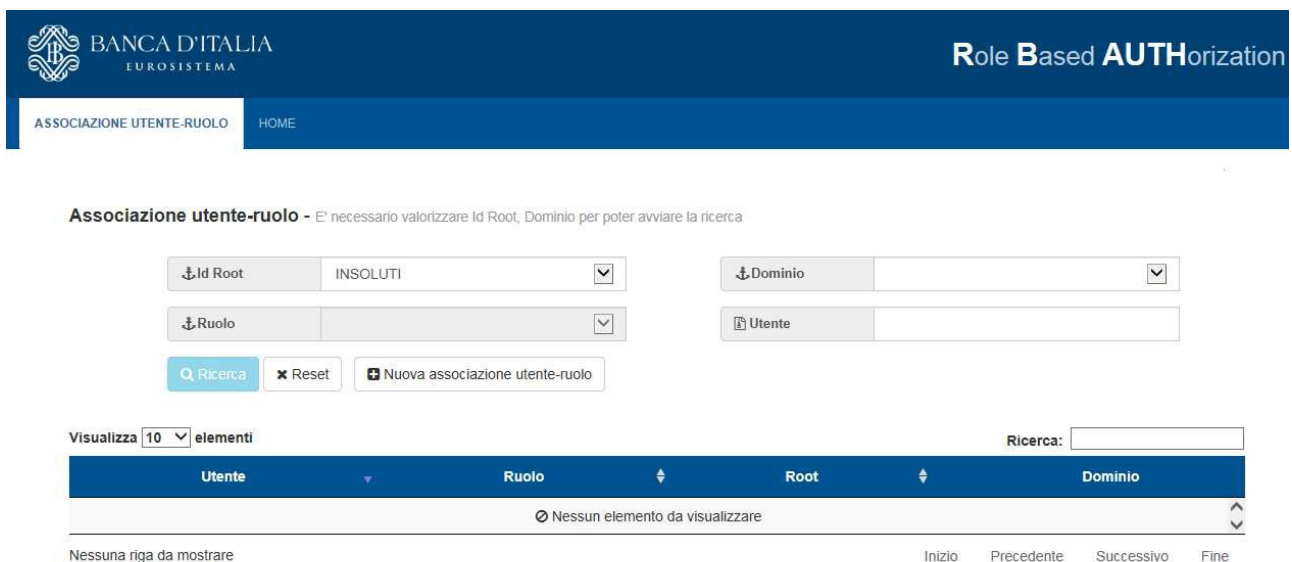 BANCA D'ITALIA
EUROSISTEMA
Role Based AUTHorization
ASSOCIAZIONE UTENTE-RUOLO HOME
Associazione utente-ruolo - E' necessario valorizzare Id Root, Dominio per poter avviare la ricerca
Id Root INSOLUTI Dominio
Ruolo Utente
Ricerca Reset Nuova associazione utente-ruolo
Visualizza 10 elementi Ricerca:
Utente Ruolo Root Dominio
Nessun elemento da visualizzare
Nessuna riga da mostrare Inizio Precedente Successivo Fine